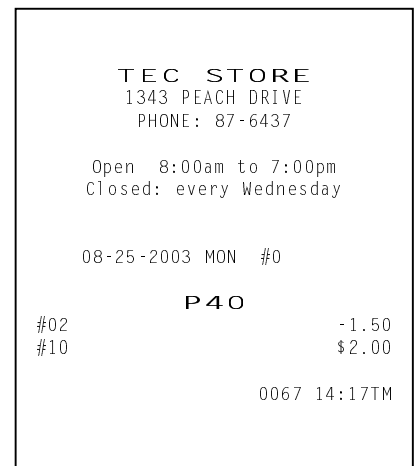 TEC STORE
1343 PEACH DRIVE
PHONE: 87-6437
Open 8:00am to 7:00pm
Closed: every Wednesday
08-25-2003 MON #0
P40
#02 -1.50
#10 $2.00
0067 14:17TM